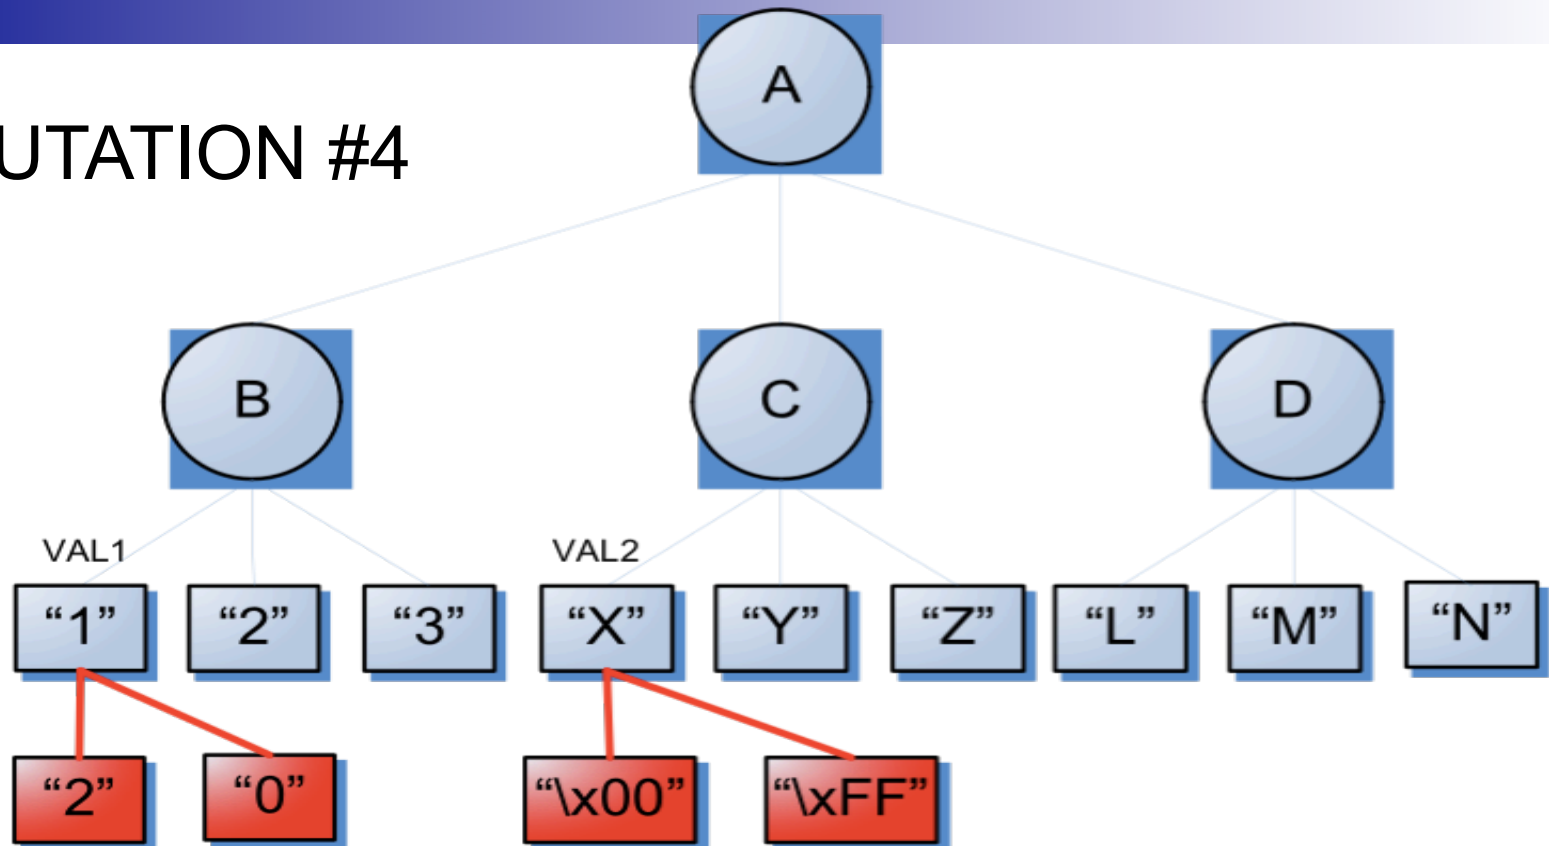 A
UTATION #4
B
C
D
VAL1
VAL2
“1” “2” “3” “X” “Y” “Z” “L” “M” “N”
“2” “0” “\x00” “\xFF”